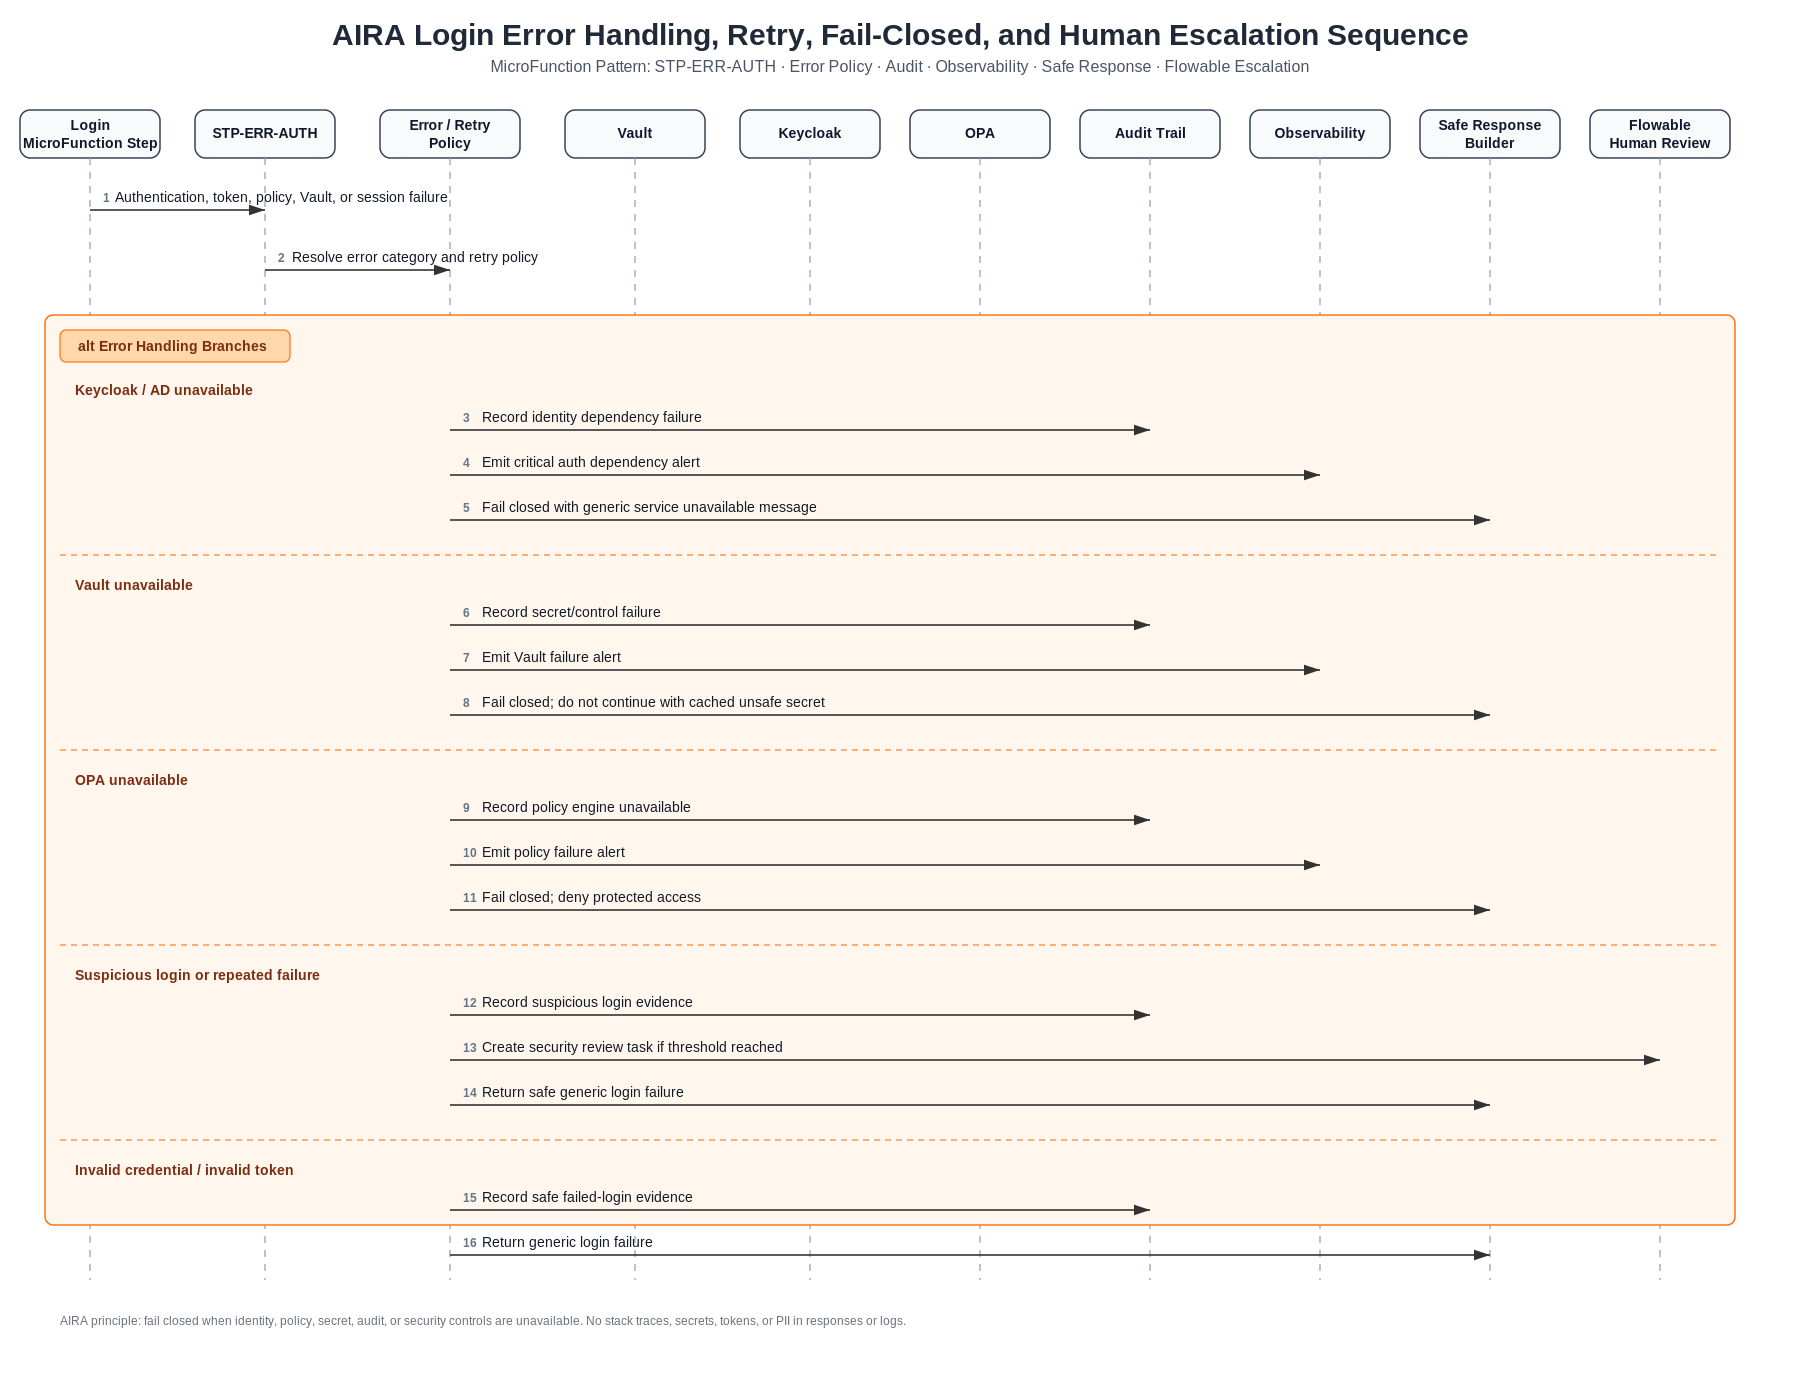 AIRA Login Error Handling, Retry, Fail-Closed, and Human Escalation Sequence
MicroFunction Pattern: STP-ERR-AUTH · Error Policy · Audit · Observability · Safe Response · Flowable Escalation
Login
MicroFunction Step
STP-ERR-AUTH
Error / Retry
Policy
Vault
Keycloak
OPA
Audit Trail
Observability
Safe Response
Builder
Flowable
Human Review
1 Authentication, token, policy, Vault, or session failure
2 Resolve error category and retry policy
alt Error Handling Branches
Keycloak / AD unavailable
3 Record identity dependency failure
4 Emit critical auth dependency alert
5 Fail closed with generic service unavailable message
Vault unavailable
6 Record secret/control failure
7 Emit Vault failure alert
8 Fail closed; do not continue with cached unsafe secret
OPA unavailable
9 Record policy engine unavailable
10 Emit policy failure alert
11 Fail closed; deny protected access
Suspicious login or repeated failure
12 Record suspicious login evidence
13 Create security review task if threshold reached
14 Return safe generic login failure
Invalid credential / invalid token
15 Record safe failed-login evidence
16 Return generic login failure
AIRA principle: fail closed when identity, policy, secret, audit, or security controls are unavailable. No stack traces, secrets, tokens, or PII in responses or logs.